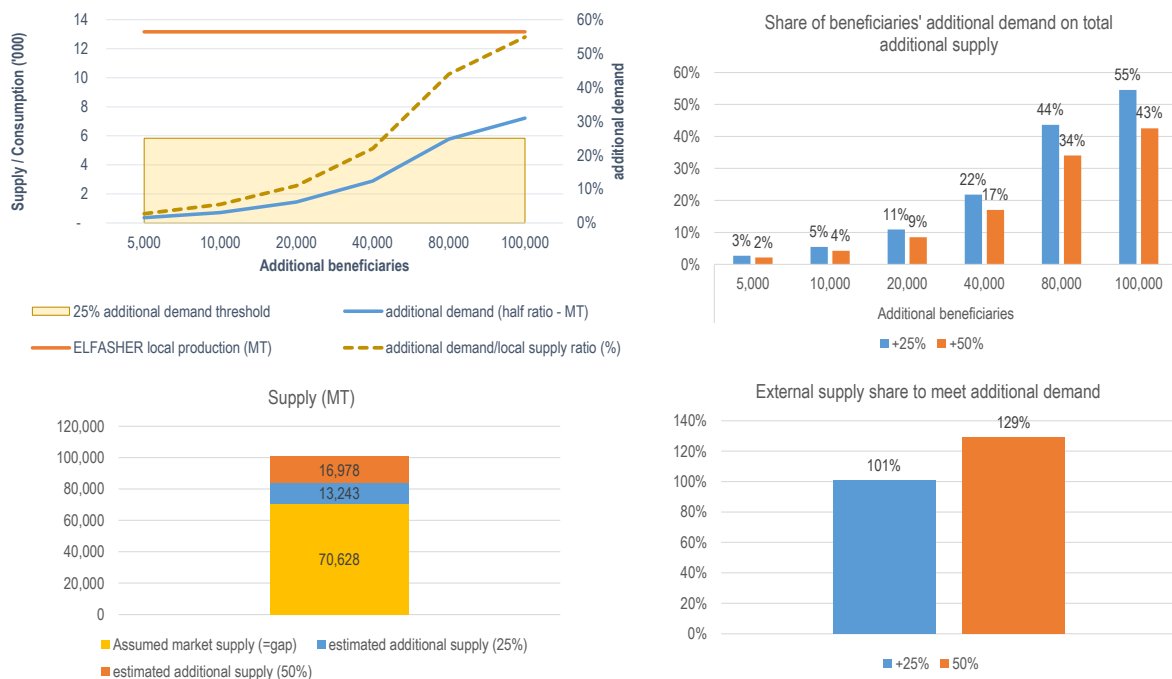 Supply / Consumption ('000)
14
12
10
8
6
4
2
-
60%
50%
40%
30%
20%
10%
0%
additional demand
5,000 10,000 20,000 40,000 80,000 100,000
Additional beneficiaries
25% additional demand threshold
additional demand (half ratio - MT)
ELFASHER local production (MT)
additional demand/local supply ratio (%)
Share of beneficiaries' additional demand on total
additional supply
60%
50%
40%
30%
20%
10%
0%
3% 2%
5% 4%
11% 9%
22% 17%
44% 34%
55% 43%
5,000 10,000 20,000 40,000 80,000 100,000
Additional beneficiaries
+25% +50%
Supply (MT)
120,000
100,000
80,000
60,000
40,000
20,000
0
16,978
13,243
70,628
Assumed market supply (=gap)
estimated additional supply (25%)
estimated additional supply (50%)
External supply share to meet additional demand
140%
120%
100%
80%
60%
40%
20%
0%
101%
129%
+25% 50%